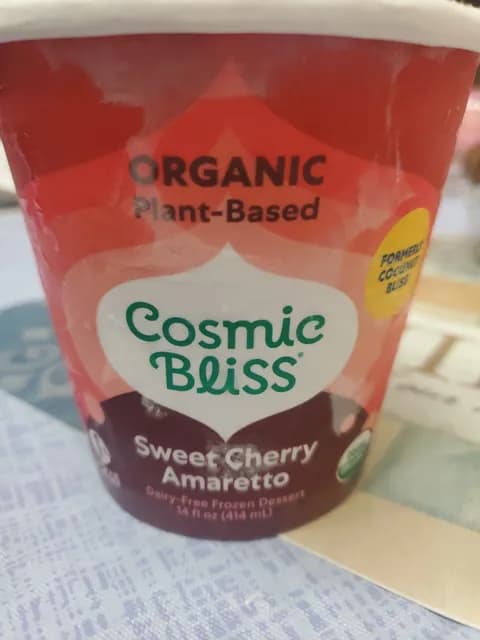 ORGANIC
Plant-Based
FORMERLY
COCONUT
BLISS
Cosmic
Bliss
Sweet Cherry
Amaretto
Dairy-Free Frozen Dessert
14 fl oz (414 mL)